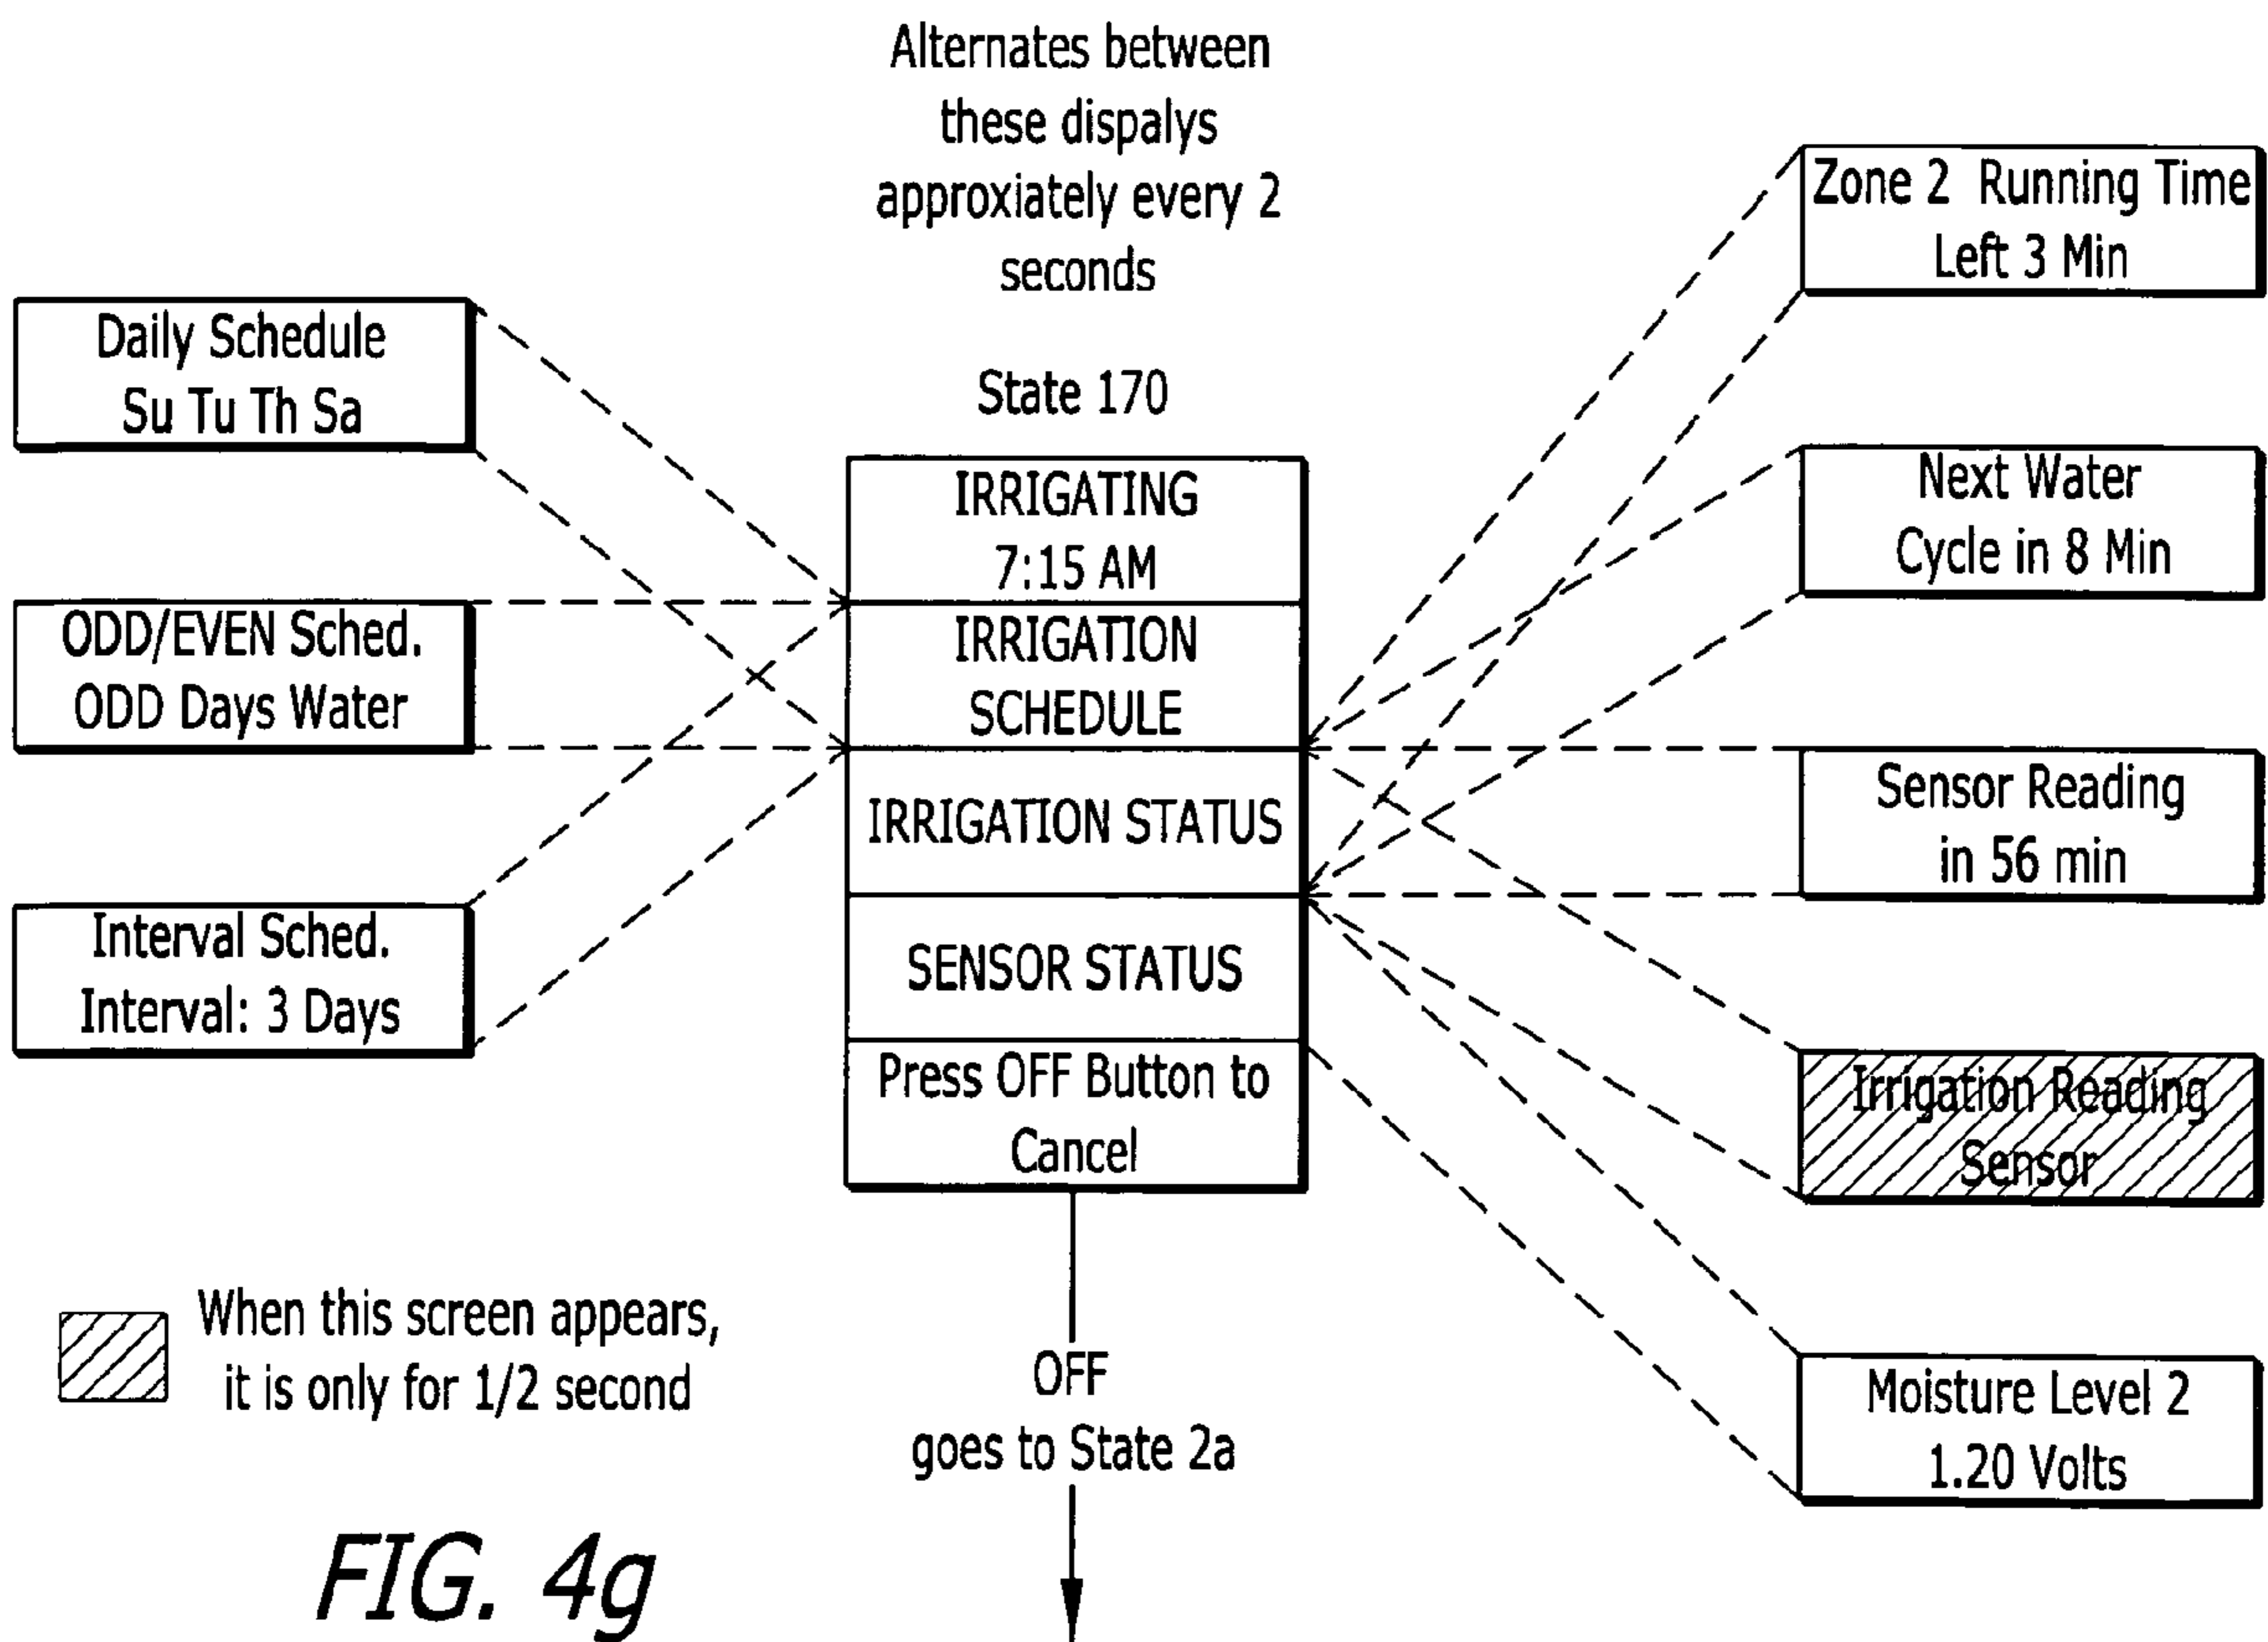 Alternates between
these dispalys
approxiately every 2
seconds
State 170
Daily Schedule
Su Tu Th Sa
ODD/EVEN Sched.
ODD Days Water
Interval Sched.
Interval: 3 Days
IRRIGATING
7:15 AM
IRRIGATION
SCHEDULE
IRRIGATION STATUS
SENSOR STATUS
Press OFF Button to
Cancel
Zone 2 Running Time
Left 3 Min
Next Water
Cycle in 8 Min
Sensor Reading
in 56 min
Irrigation Reading
Sensor
Moisture Level 2
1.20 Volts
When this screen appears,
it is only for 1/2 second
OFF
goes to State 2a
FIG. 4g